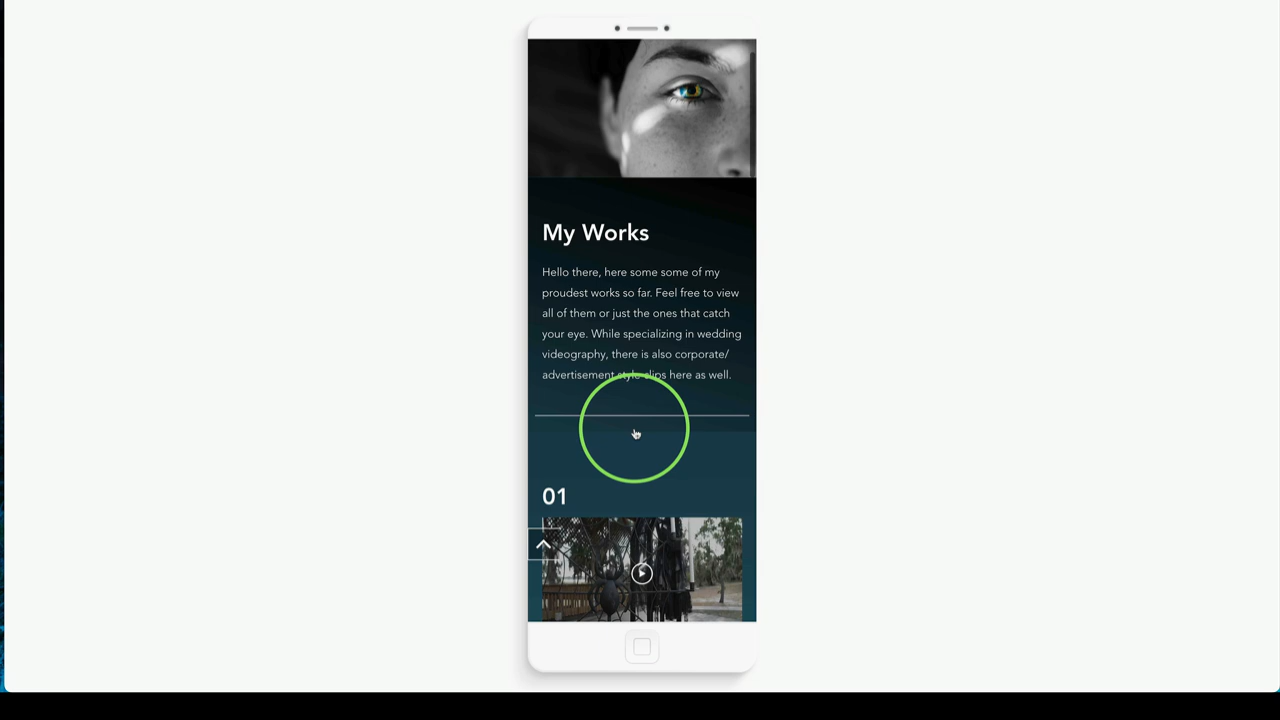 My Works
Hello there, here some some of my
proudest works so far. Feel free to view
all of them or just the ones that catch
your eye. While specializing in wedding
videography, there is also corporate/
advertisement style clips here as well.
01